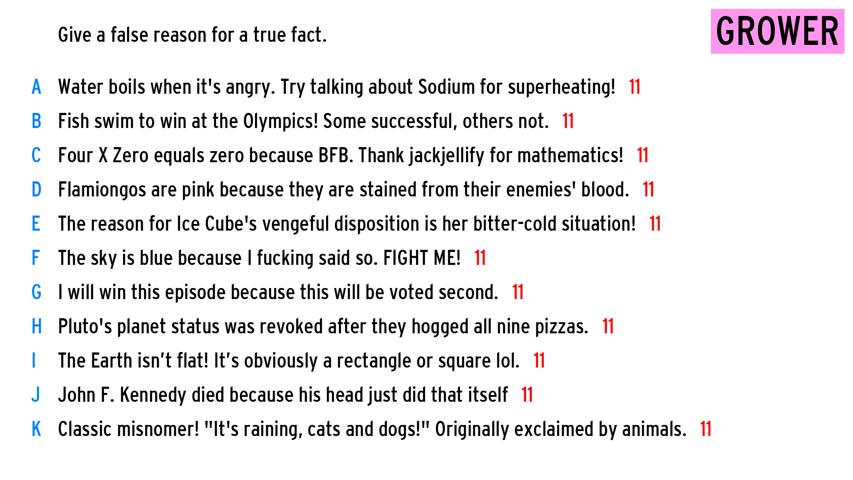 Give a false reason for a true fact.
GROWER
A Water boils when it's angry. Try talking about Sodium for superheating! 11
B Fish swim to win at the Olympics! Some successful, others not. 11
C Four X Zero equals zero because BFB. Thank jackjellify for mathematics! 11
D Flamiongos are pink because they are stained from their enemies' blood. 11
E The reason for Ice Cube's vengeful disposition is her bitter-cold situation! 11
F The sky is blue because I fucking said so. FIGHT ME! 11
G I will win this episode because this will be voted second. 11
H Pluto's planet status was revoked after they hogged all nine pizzas. 11
I The Earth isn’t flat! It’s obviously a rectangle or square lol. 11
J John F. Kennedy died because his head just did that itself 11
K Classic misnomer! "It's raining, cats and dogs!" Originally exclaimed by animals. 11